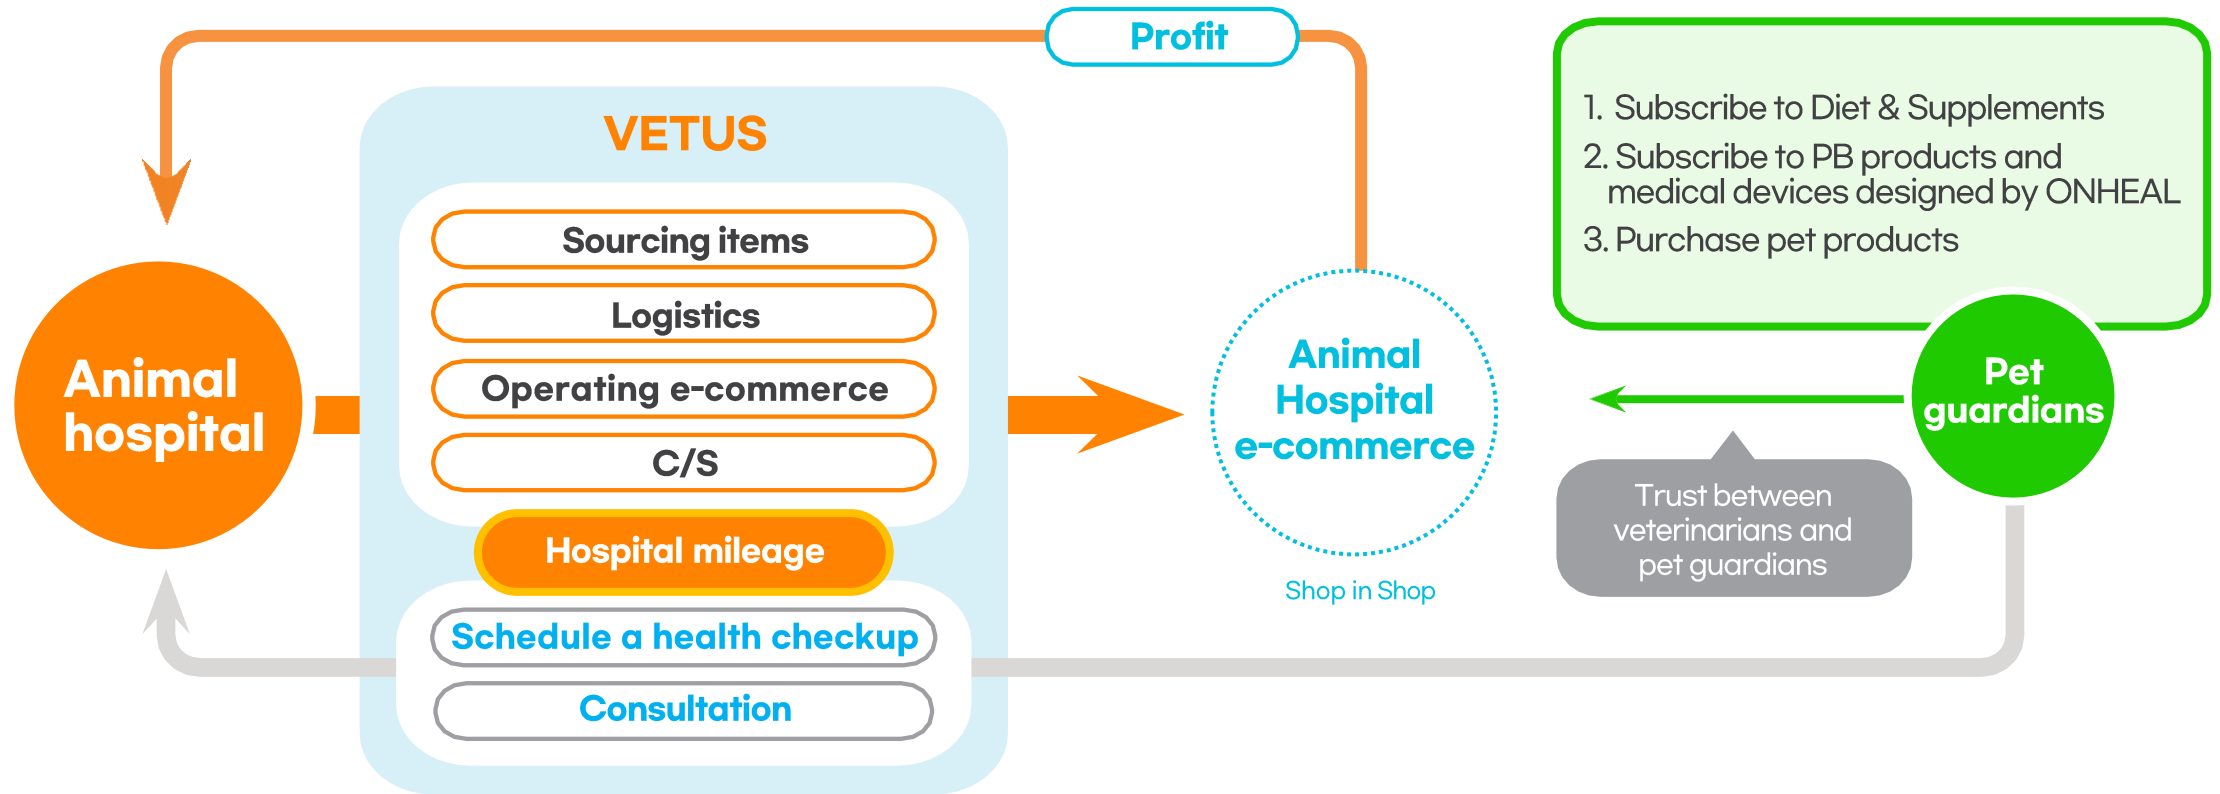 Profit
VETUS
Sourcing items
Logistics
Operating e-commerce
C/S
Hospital mileage
Schedule a health checkup
Consultation
Animal
hospital
Animal
Hospital
e-commerce
Shop in Shop
1. Subscribe to Diet & Supplements
2. Subscribe to PB products and
medical devices designed by ONHEAL
3. Purchase pet products
Pet
guardians
Trust between
veterinarians and
pet guardians